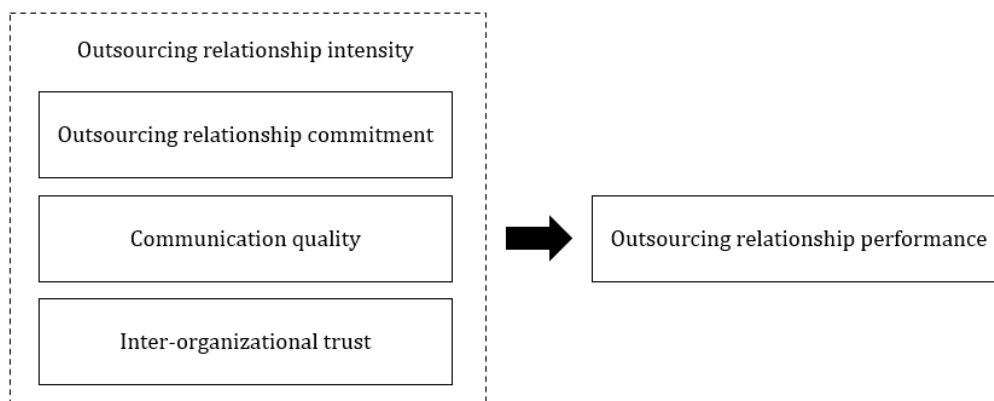 Outsourcing relationship intensity
Outsourcing relationship commitment
Communication quality
Inter-organizational trust
Outsourcing relationship performance